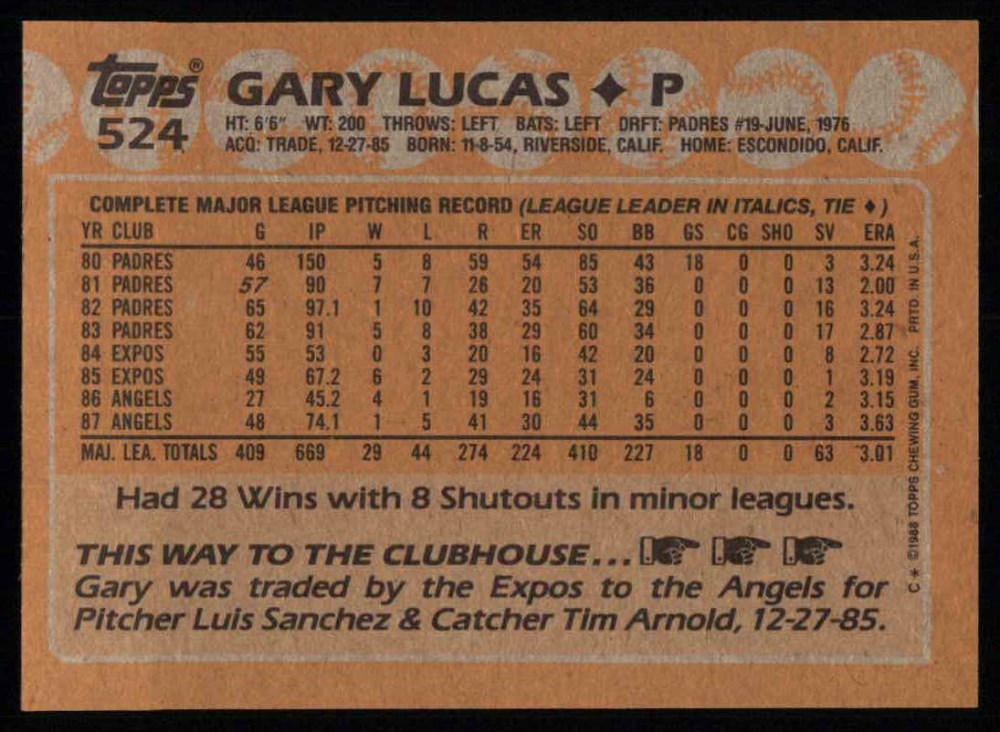 topps® GARY LUCAS ♦ P
524 HT: 6'6" WT: 200 THROWS: LEFT BATS: LEFT DRFT: PADRES #19-JUNE, 1976
ACQ: TRADE, 12-27-85 BORN: 11-8-54, RIVERSIDE, CALIF. HOME: ESCONDIDO, CALIF.
COMPLETE MAJOR LEAGUE PITCHING RECORD (LEAGUE LEADER IN ITALICS, TIE ♦)
YR CLUB G IP W L R ER SO BB GS CG SHO SV ERA
80 PADRES 46 150 5 8 59 54 85 43 18 0 0 3 3.24
81 PADRES 57 90 7 7 26 20 53 36 0 0 0 13 2.00
82 PADRES 65 97.1 1 10 42 35 64 29 0 0 0 16 3.24
83 PADRES 62 91 5 8 38 29 60 34 0 0 0 17 2.87
84 EXPOS 55 53 0 3 20 16 42 20 0 0 0 8 2.72
85 EXPOS 49 67.2 6 2 29 24 31 24 0 0 0 1 3.19
86 ANGELS 27 45.2 4 1 19 16 31 6 0 0 0 2 3.15
87 ANGELS 48 74.1 1 5 41 30 44 35 0 0 0 3 3.63
MAJ. LEA. TOTALS 409 669 29 44 274 224 410 227 18 0 0 63 3.01
Had 28 Wins with 8 Shutouts in minor leagues.
THIS WAY TO THE CLUBHOUSE...
Gary was traded by the Expos to the Angels for
Pitcher Luis Sanchez & Catcher Tim Arnold, 12-27-85.
C * ©1988 TOPPS CHEWING GUM, INC. PRTD. IN U.S.A.